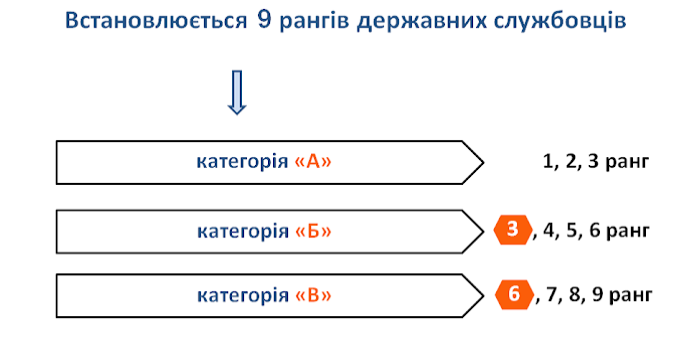 Встановлюється 9 рангів державних службовців
категорія «А» 1, 2, 3 ранг
категорія «Б» 3 , 4, 5, 6 ранг
категорія «В» 6 , 7, 8, 9 ранг